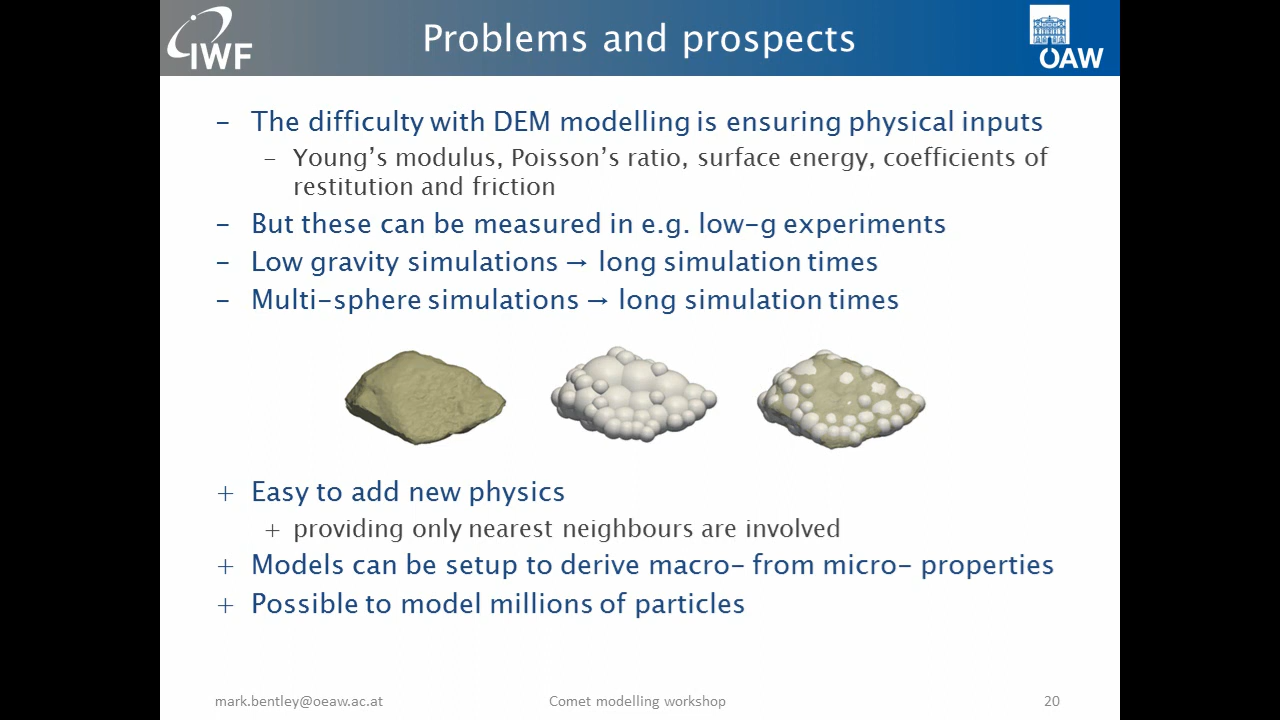 IWF
Problems and prospects
ÖAW
– The difficulty with DEM modelling is ensuring physical inputs
– Young's modulus, Poisson's ratio, surface energy, coefficients of
restitution and friction
– But these can be measured in e.g. low-g experiments
– Low gravity simulations → long simulation times
– Multi-sphere simulations → long simulation times
+ Easy to add new physics
+ providing only nearest neighbours are involved
+ Models can be setup to derive macro- from micro- properties
+ Possible to model millions of particles
mark.bentley@oeaw.ac.at
Comet modelling workshop
20